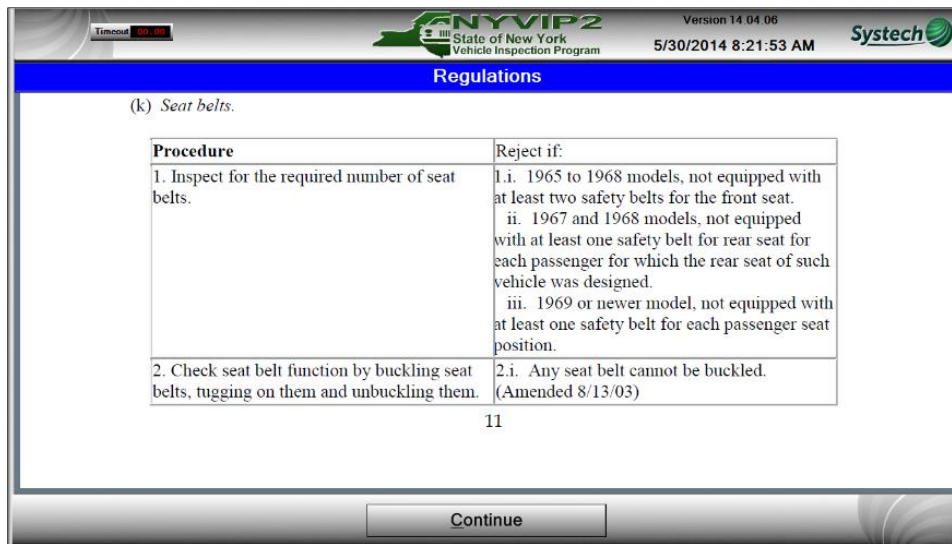 Timeout 00.00
NYVIP2
State of New York
Vehicle Inspection Program
Version 14.04.06
5/30/2014 8:21:53 AM
Systech
Regulations
(k) Seat belts.
Procedure
Reject if:
1. Inspect for the required number of seat
belts.
1.i. 1965 to 1968 models, not equipped with
at least two safety belts for the front seat.
ii. 1967 and 1968 models, not equipped
with at least one safety belt for rear seat for
each passenger for which the rear seat of such
vehicle was designed.
iii. 1969 or newer model, not equipped with
at least one safety belt for each passenger seat
position.
2. Check seat belt function by buckling seat
belts, tugging on them and unbuckling them.
2.i. Any seat belt cannot be buckled.
(Amended 8/13/03)
11
Continue